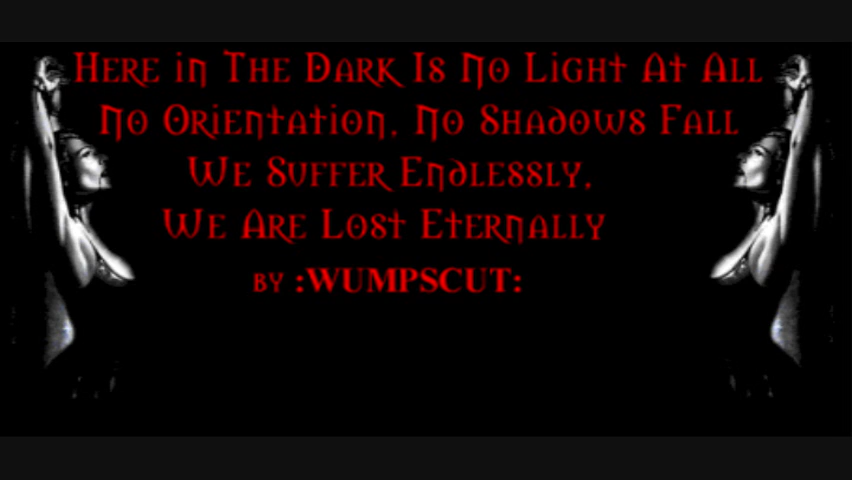 Here in The Dark Is No Light At All
No Orientation, No Shadows Fall
We Suffer Endlessly,
We Are Lost Eternally
by :WUMPSCUT: